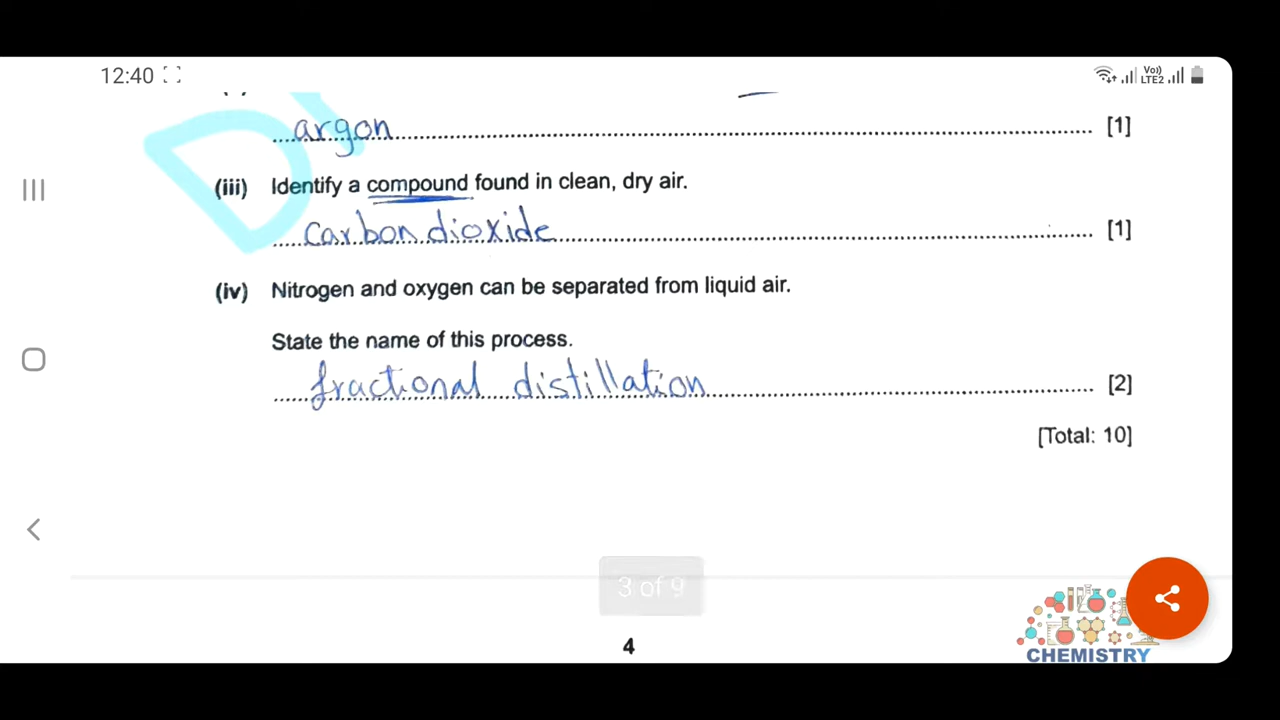 12:40
Vo)
LTE2
argon [1]
(iii) Identify a compound found in clean, dry air.
carbon dioxide [1]
(iv) Nitrogen and oxygen can be separated from liquid air.
State the name of this process.
fractional distillation [2]
[Total: 10]
3 of 9
4
CHEMISTRY